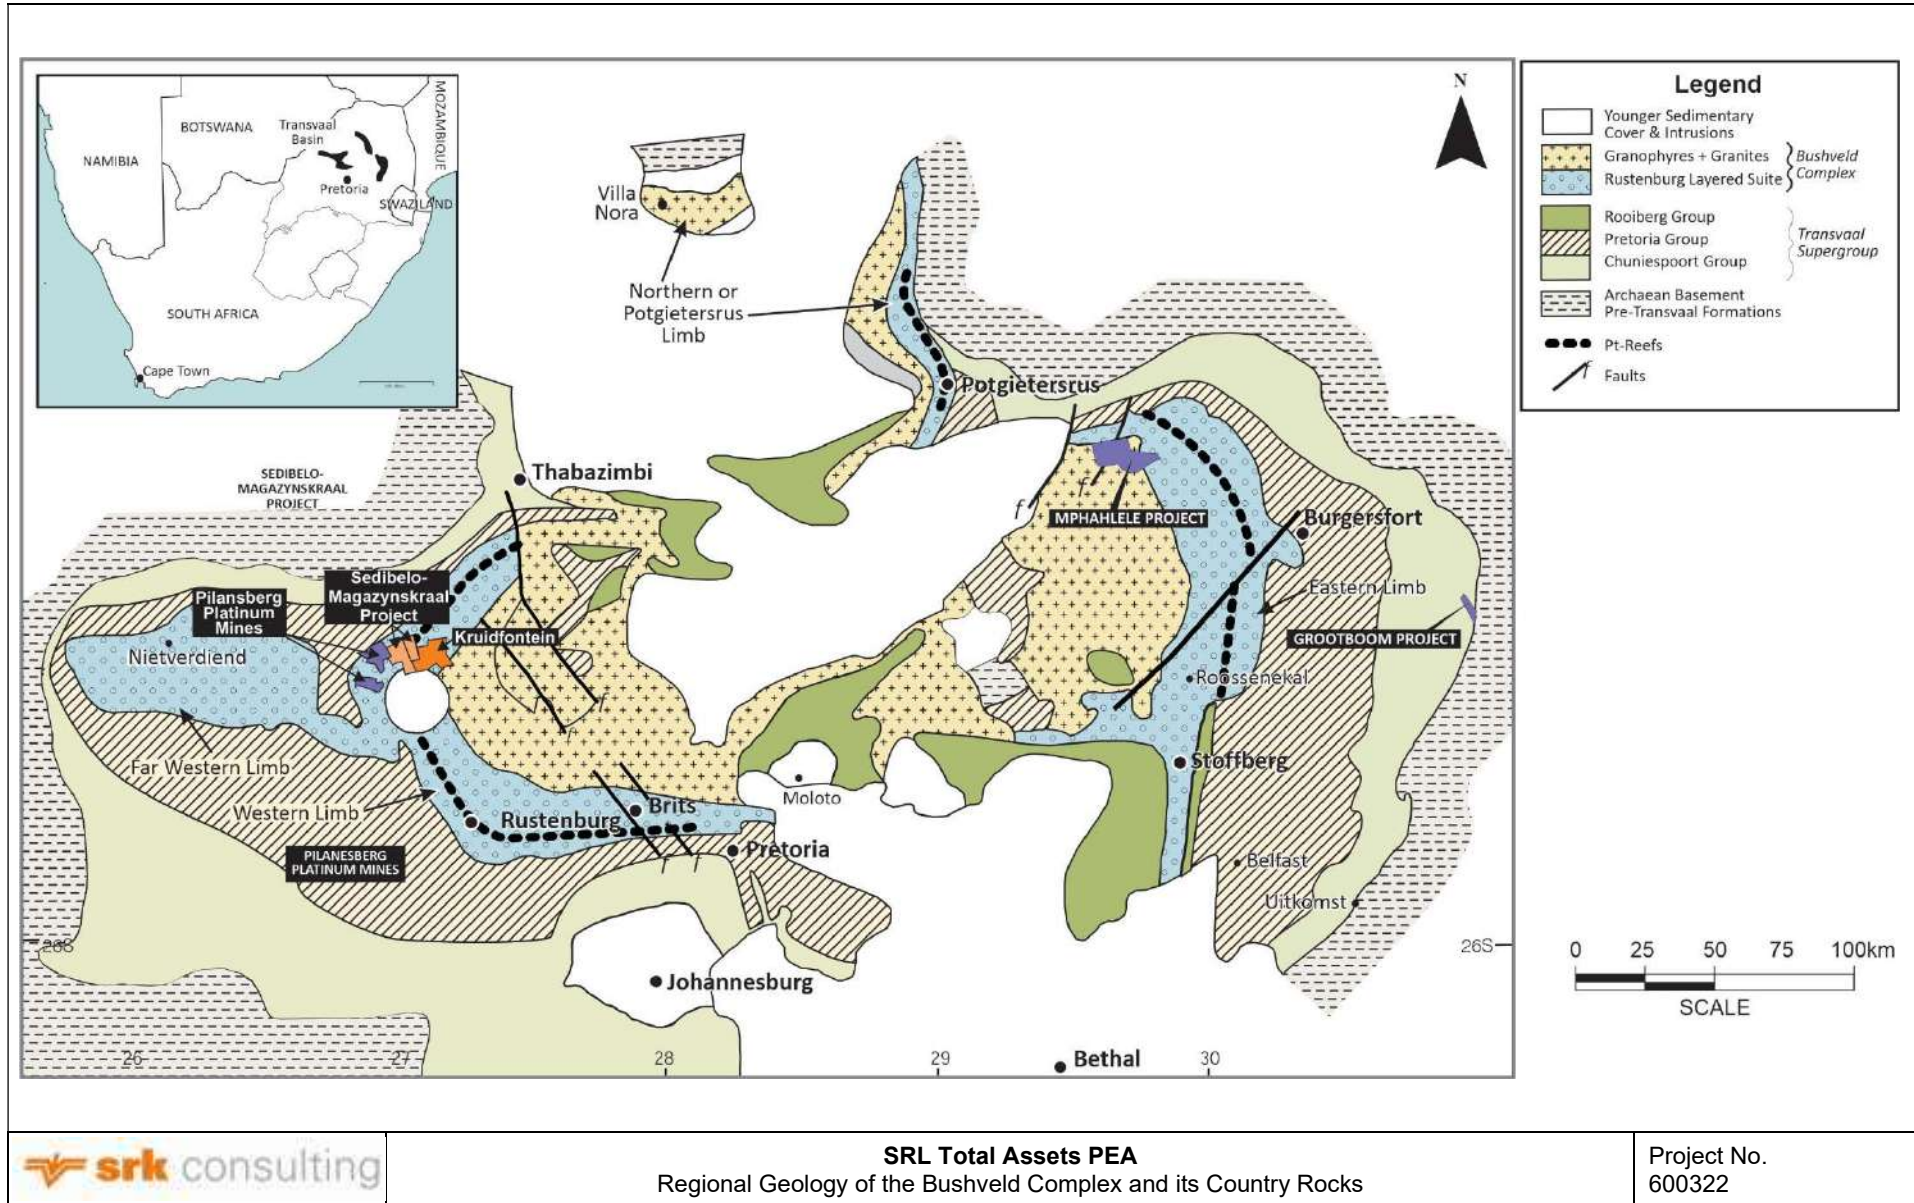 NAMIBIA
BOTSWANA
Transvaal
Basin
MOZAMBIQUE
Pretoria
SWAZILAND
SOUTH AFRICA
Cape Town
N
Villa
Nora
Northern or
Potgietersrus
Limb
Potgietersrus
Thabazimbi
SEDIBELO-
MAGAZYNSKRAAL
PROJECT
f
f
MPHAHLELE PROJECT
Burgersfort
Sedibelo-
Magazynskraal
Project
Pilansberg
Platinum
Mines
Kruidfontein
Nietverdiend
Eastern Limb
GROOTBOOM PROJECT
Roossenekal
f
f
Far Western Limb
Western Limb
Stoffberg
Moloto
Brits
Rustenburg
Pretoria
f
f
PILANESBERG
PLATINUM MINES
Belfast
Uitkomst
26S
26S
Johannesburg
26
27
28
29
30
Bethal
Legend
Younger Sedimentary
Cover & Intrusions
Granophyres + Granites
Rustenburg Layered Suite
Bushveld
Complex
Rooiberg Group
Pretoria Group
Chuniespoort Group
Transvaal
Supergroup
Archaean Basement
Pre-Transvaal Formations
Pt-Reefs
f
Faults
0 25 50 75 100km
SCALE
srk consulting
SRL Total Assets PEA
Regional Geology of the Bushveld Complex and its Country Rocks
Project No.
600322